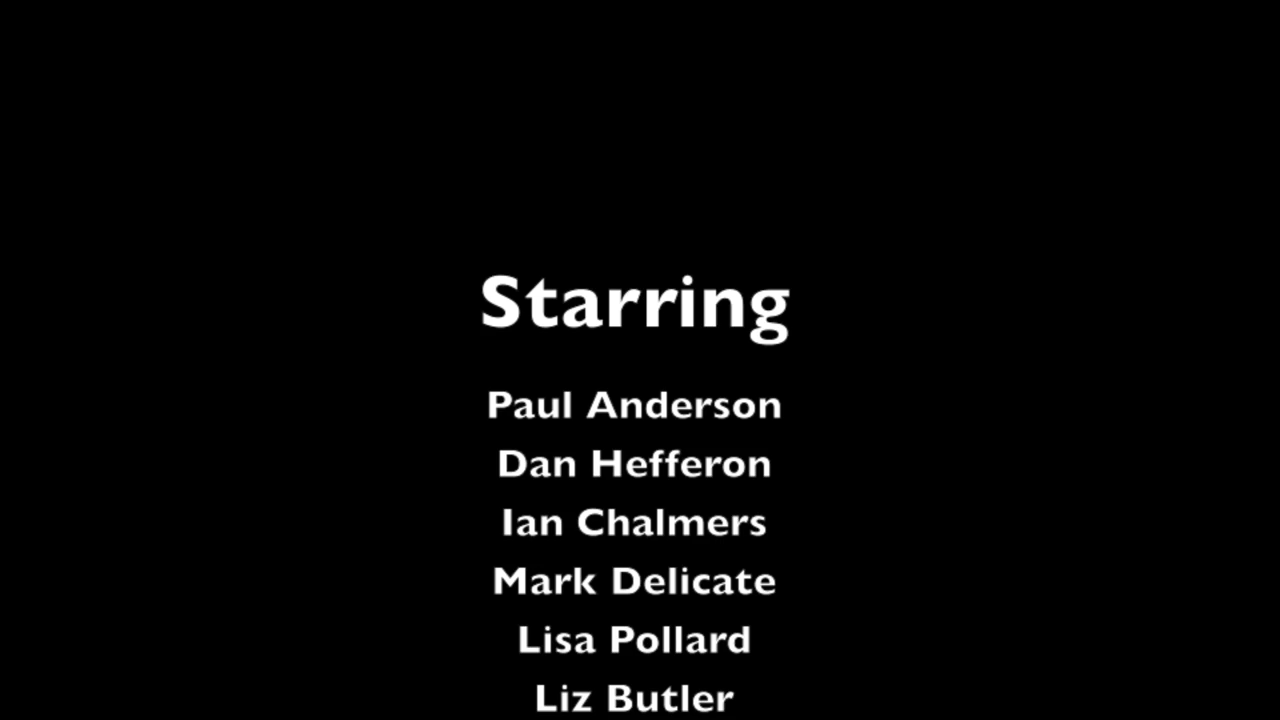 Starring
Paul Anderson
Dan Hefferon
Ian Chalmers
Mark Delicate
Lisa Pollard
Liz Butler